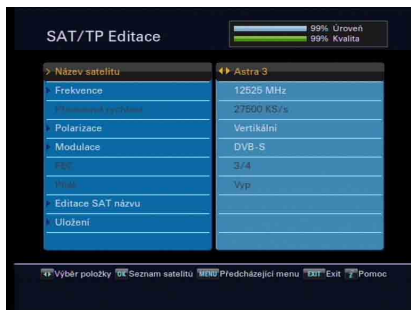 SAT/TP Editace
99% Úroveň
99% Kvalita
Název satelitu Astra 3
Frekvence 12525 MHz
Přenosová rychlost 27500 KS/s
Polarizace Vertikální
Modulace DVB-S
FEC 3/4
Pilot Vyp
Editace SAT názvu
Uložení
Výběr položky OK Seznam satelitů MENU Předcházející menu EXIT Exit ? Pomoc